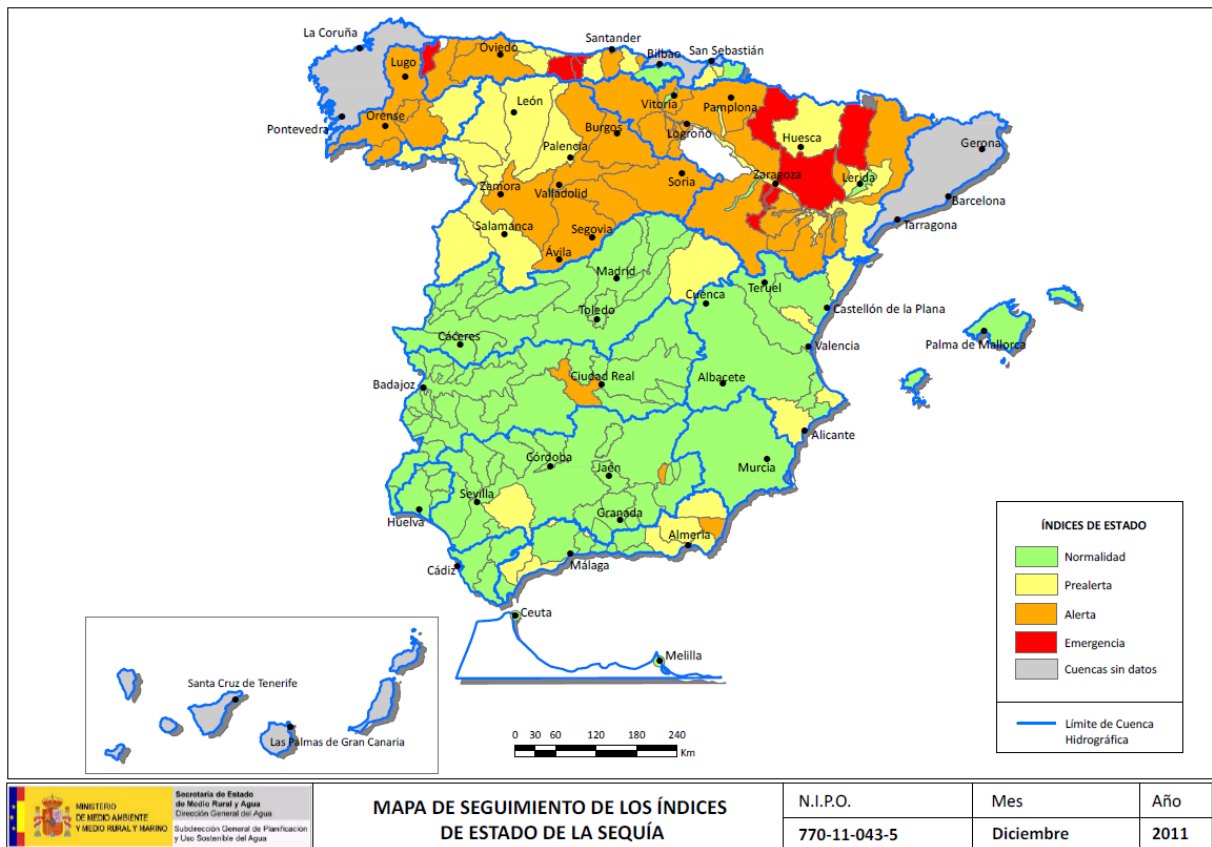 La Coruña
Oviedo
Santander
Bilbao
San Sebastián
Lugo
Vitoria
Pamplona
León
Pontevedra
Orense
Burgos
Logroño
Huesca
Gerona
Palencia
Lerida
Zaragoza
Zamora
Valladolid
Soria
Barcelona
Tarragona
Salamanca
Segovia
Ávila
Madrid
Teruel
Cuenca
Castellón de la Plana
Toledo
Cáceres
Valencia
Palma de Mallorca
Badajoz
Ciudad Real
Albacete
Alicante
Córdoba
Jaén
Murcia
Sevilla
Huelva
Granada
Almería
Cádiz
Málaga
Ceuta
Melilla
Santa Cruz de Tenerife
Las Palmas de Gran Canaria
0 30 60 120 180 240
Km
ÍNDICES DE ESTADO
Normalidad
Prealerta
Alerta
Emergencia
Cuencas sin datos
Límite de Cuenca
Hidrográfica
MINISTERIO
DE MEDIO AMBIENTE
Y MEDIO RURAL Y MARINO
Secretaría de Estado
de Medio Rural y Agua
Dirección General del Agua
Subdirección General de Planificación
y Uso Sostenible del Agua
MAPA DE SEGUIMIENTO DE LOS ÍNDICES
DE ESTADO DE LA SEQUÍA
N.I.P.O.
770-11-043-5
Mes
Diciembre
Año
2011